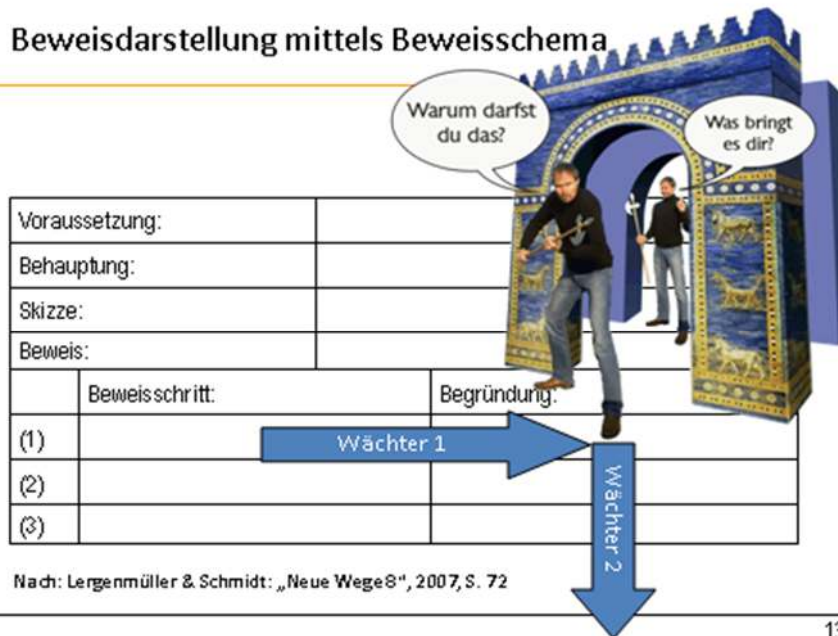 Beweisdarstellung mittels Beweisschema
Warum darfst
du das?
Was bringt
es dir?
Voraussetzung:
Behauptung:
Skizze:
Beweis:
Beweisschritt: Begründung:
(1)
Wächter 1
(2)
Wächter 2
(3)
Nach: Lergenmüller & Schmidt: „Neue Wege 8“, 2007, S. 72